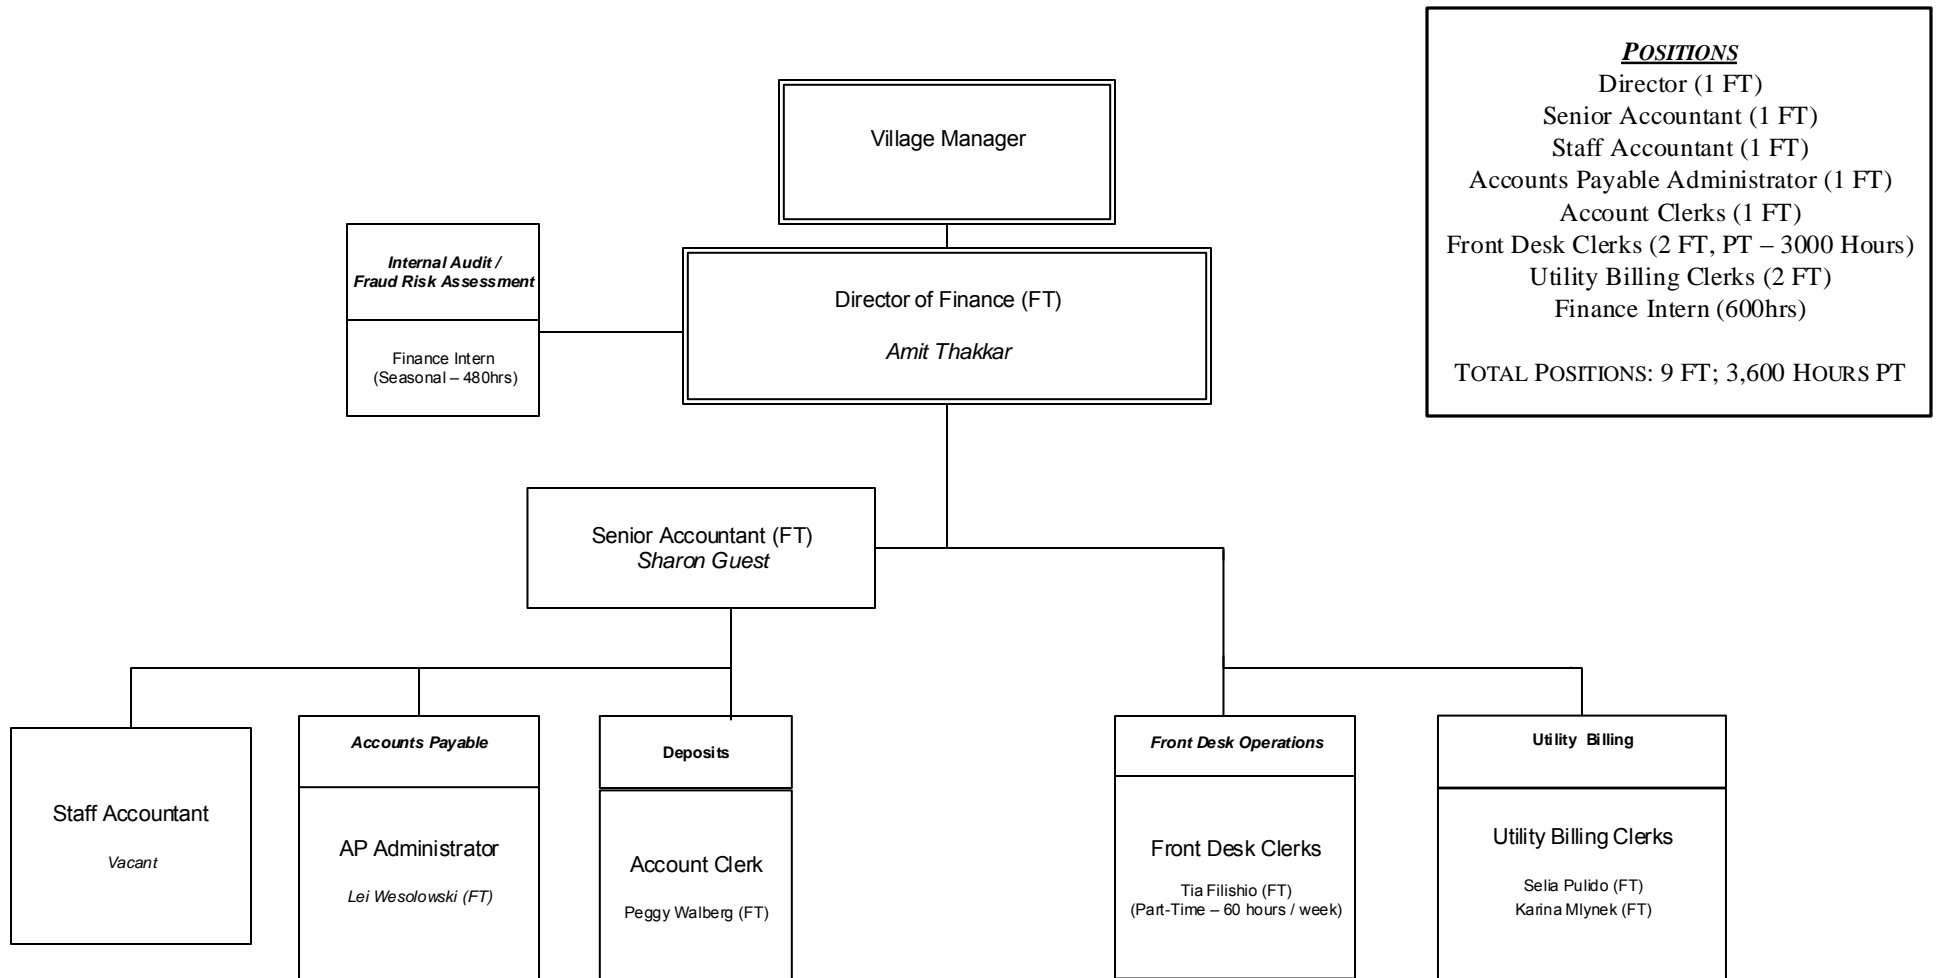 POSITIONS
Director (1 FT)
Senior Accountant (1 FT)
Staff Accountant (1 FT)
Accounts Payable Administrator (1 FT)
Account Clerks (1 FT)
Front Desk Clerks (2 FT, PT – 3000 Hours)
Utility Billing Clerks (2 FT)
Finance Intern (600hrs)
TOTAL POSITIONS: 9 FT; 3,600 HOURS PT
Village Manager
Internal Audit /
Fraud Risk Assessment
Finance Intern
(Seasonal – 480hrs)
Director of Finance (FT)
Amit Thakkar
Senior Accountant (FT)
Sharon Guest
Staff Accountant
Vacant
Accounts Payable
AP Administrator
Lei Wesolowski (FT)
Deposits
Account Clerk
Peggy Walberg (FT)
Front Desk Operations
Front Desk Clerks
Tia Filishio (FT)
(Part-Time – 60 hours / week)
Utility Billing
Utility Billing Clerks
Selia Pulido (FT)
Karina Mlynek (FT)